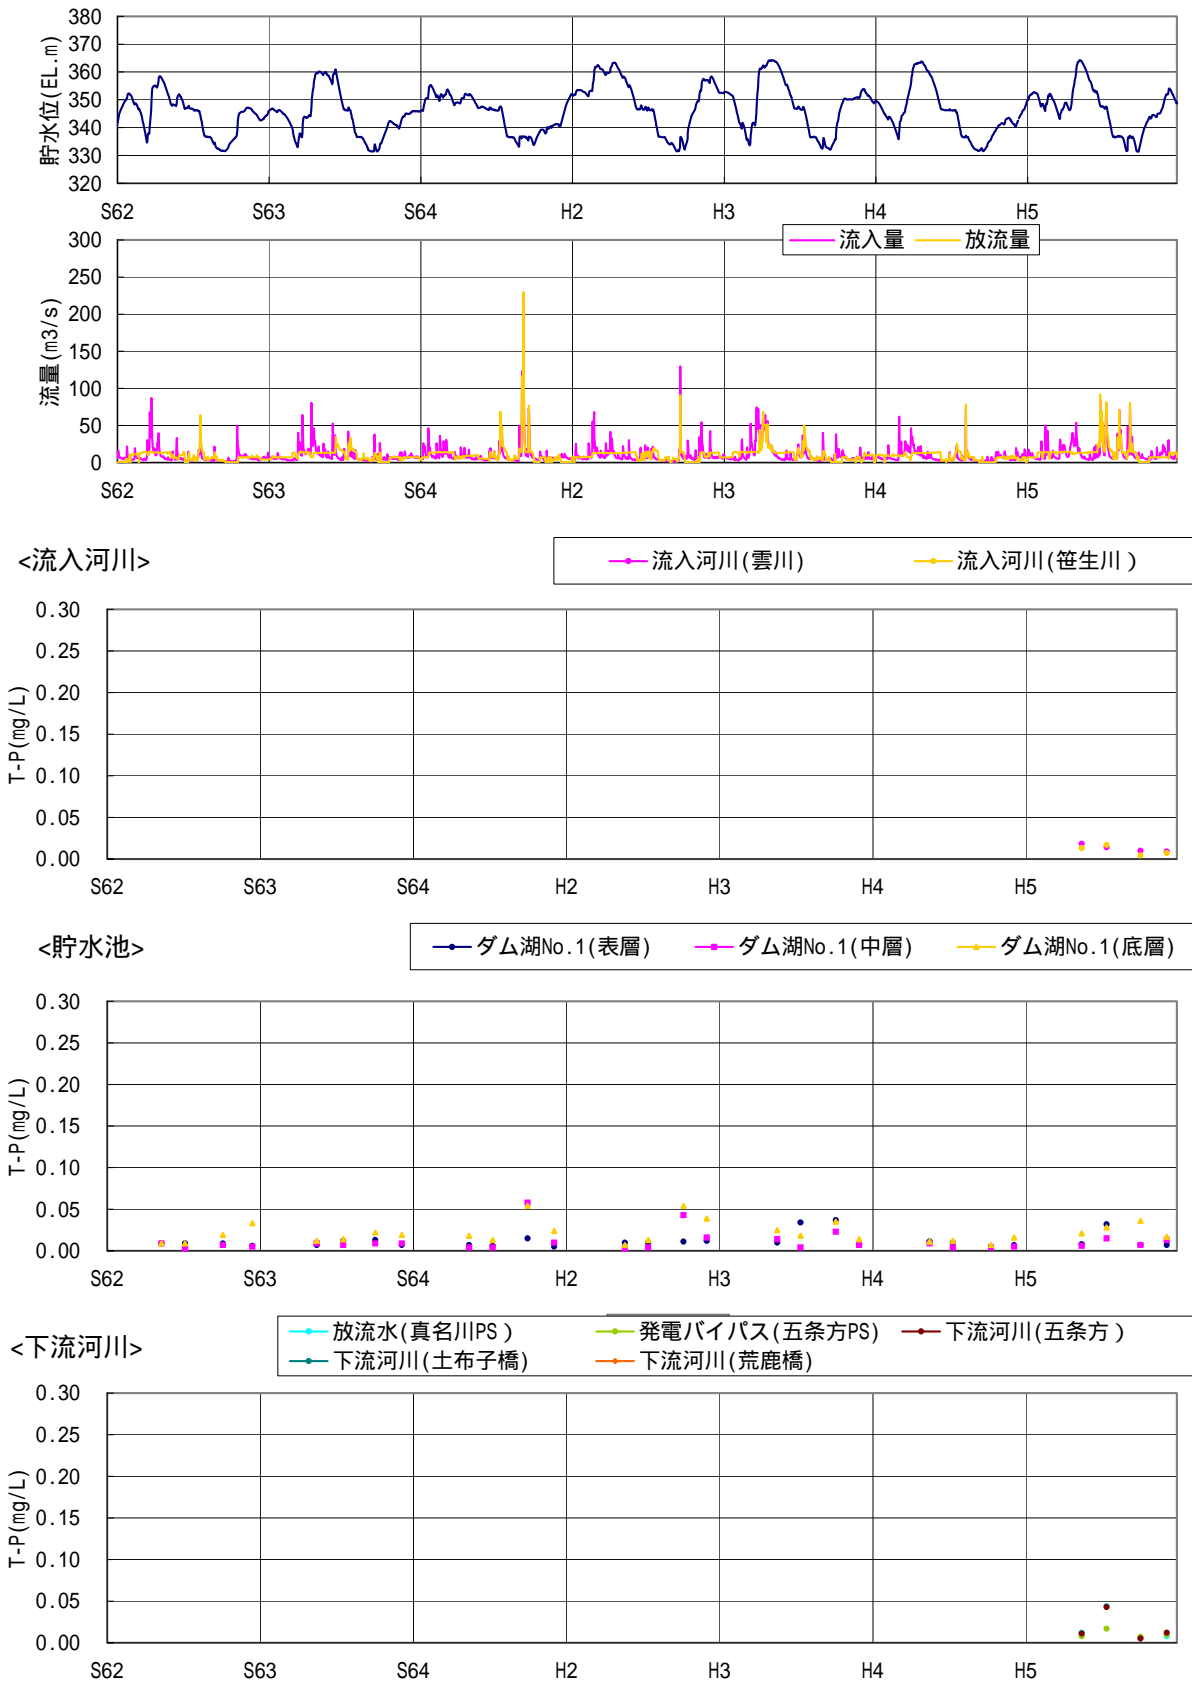 380
370
360
350
340
330
320
貯水位(EL.m)
S62 S63 S64 H2 H3 H4 H5
流入量 放流量
300
250
200
150
100
50
0
流量(m3/s)
S62 S63 S64 H2 H3 H4 H5
<流入河川>
流入河川(雲川) 流入河川(笹生川)
0.30
0.25
0.20
0.15
0.10
0.05
0.00
T-P(mg/L)
S62 S63 S64 H2 H3 H4 H5
<貯水池>
ダム湖No.1(表層) ダム湖No.1(中層) ダム湖No.1(底層)
0.30
0.25
0.20
0.15
0.10
0.05
0.00
T-P(mg/L)
S62 S63 S64 H2 H3 H4 H5
<下流河川>
放流水(真名川PS) 発電バイパス(五条方PS) 下流河川(五条方)
下流河川(土布子橋) 下流河川(荒鹿橋)
0.30
0.25
0.20
0.15
0.10
0.05
0.00
T-P(mg/L)
S62 S63 S64 H2 H3 H4 H5